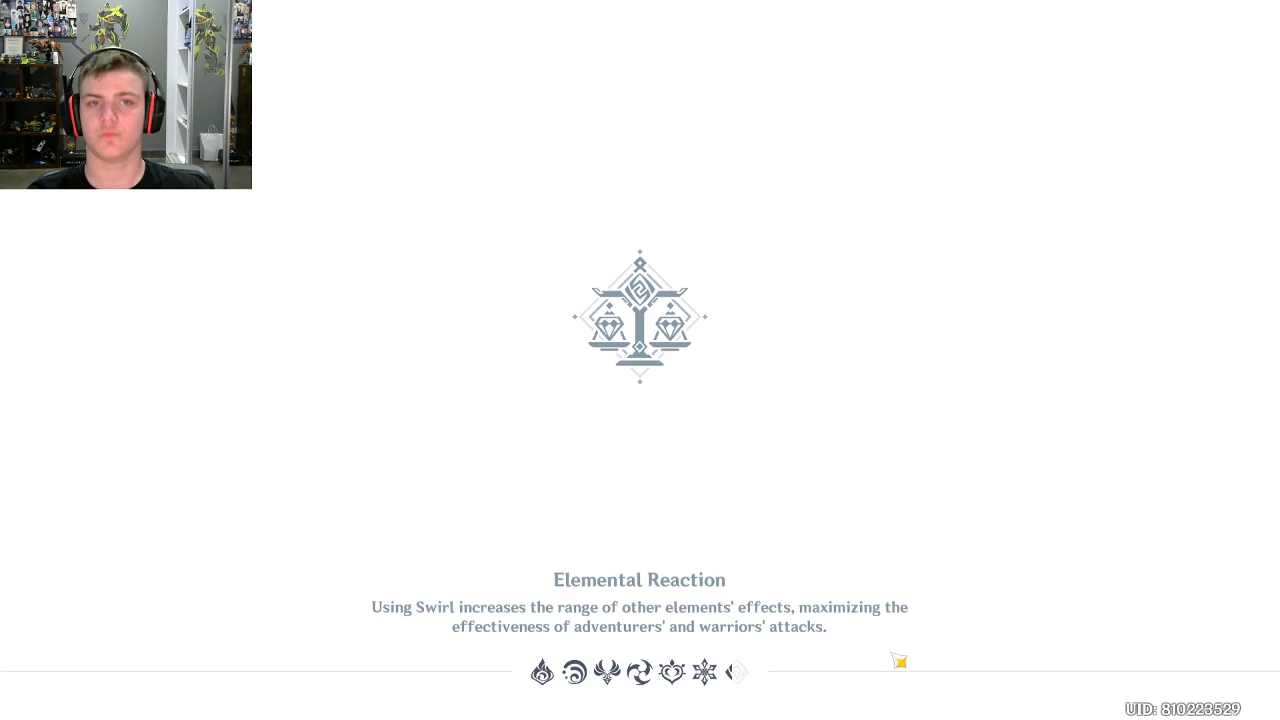 Elemental Reaction
Using Swirl increases the range of other elements' effects, maximizing the
effectiveness of adventurers' and warriors' attacks.
UID: 810223529